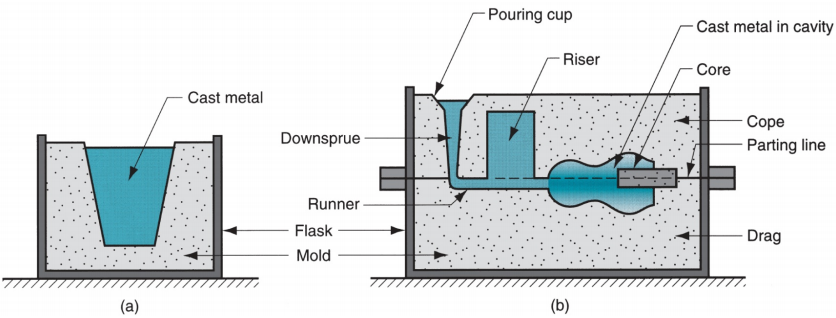 Pouring cup
Cast metal in cavity
Riser
Core
Cast metal
Cope
Downsprue
Parting line
Runner
Flask
Drag
Mold
(a)
(b)